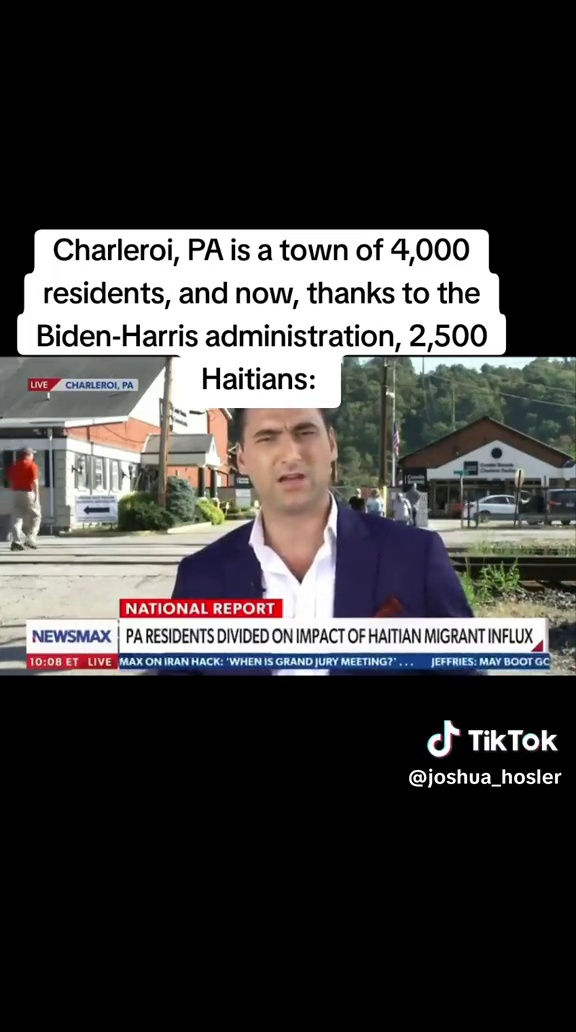 Charleroi, PA is a town of 4,000
residents, and now, thanks to the
Biden-Harris administration, 2,500
Haitians:
LIVE CHARLEROI, PA
NATIONAL REPORT
NEWSMAX PA RESIDENTS DIVIDED ON IMPACT OF HAITIAN MIGRANT INFLUX
10:08 ET LIVE MAX ON IRAN HACK: 'WHEN IS GRAND JURY MEETING?' . . . JEFFRIES: MAY BOOT GO
TikTok
@joshua_hosler